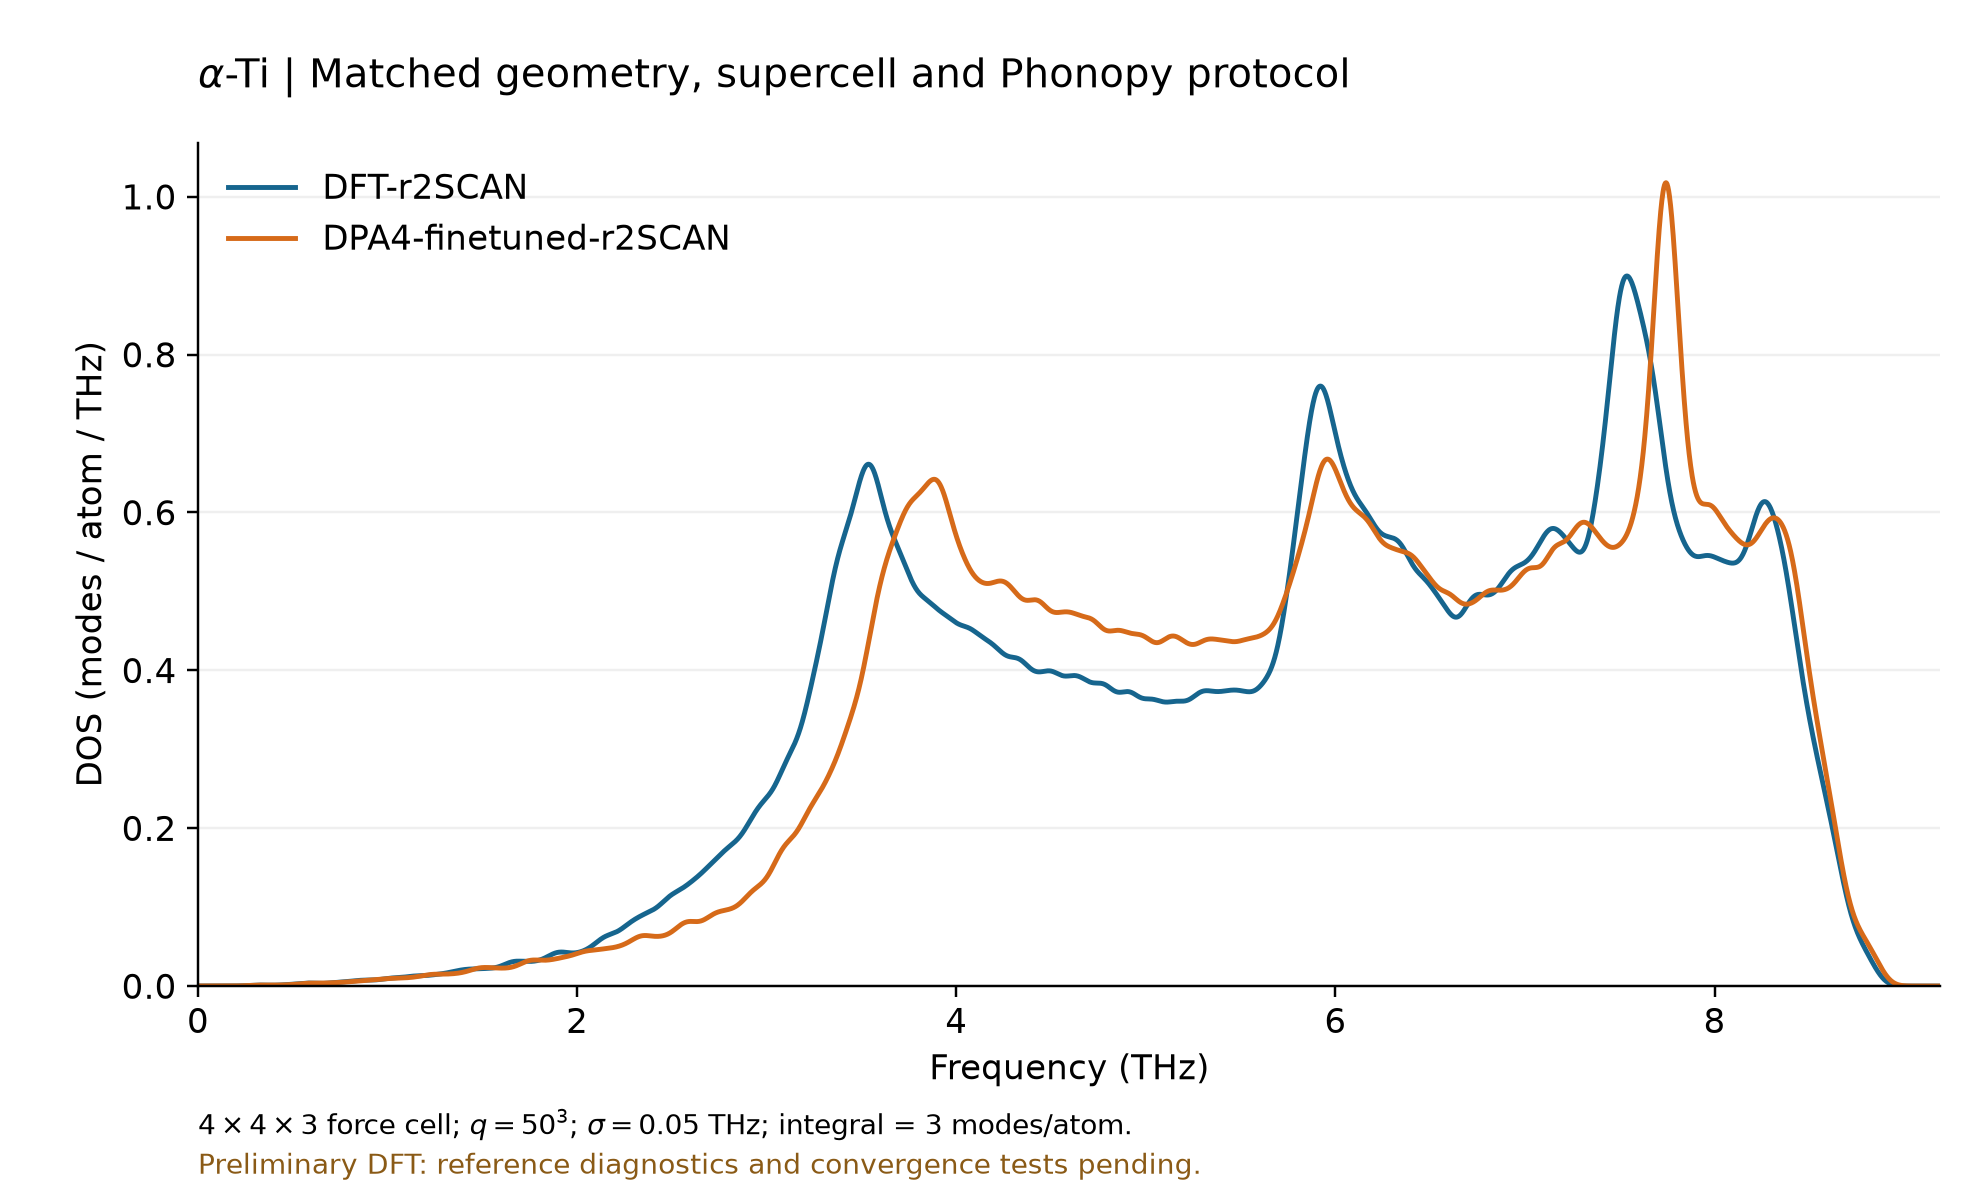 α-Ti | Matched geometry, supercell and Phonopy protocol
DFT-r2SCAN
DPA4-finetuned-r2SCAN
DOS (modes / atom / THz)
1.0
0.8
0.6
0.4
0.2
0.0
0 2 4 6 8
Frequency (THz)
4 × 4 × 3 force cell; q = 50³; σ = 0.05 THz; integral = 3 modes/atom.
Preliminary DFT: reference diagnostics and convergence tests pending.